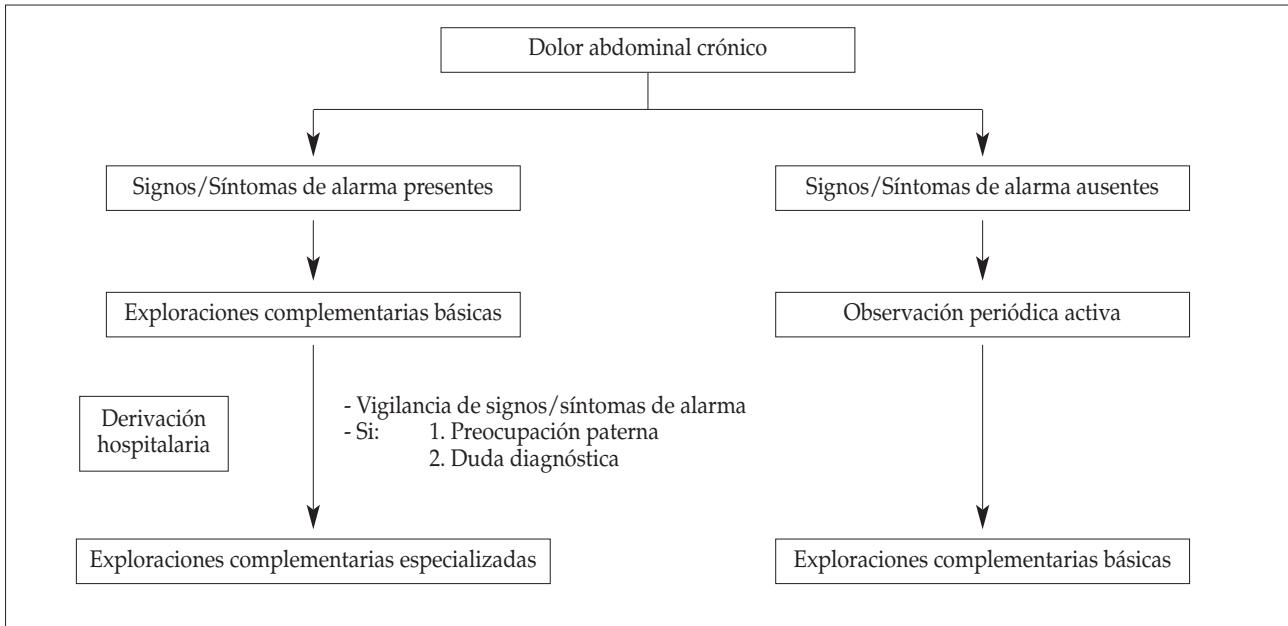 Dolor abdominal crónico
Signos/Síntomas de alarma presentes
Signos/Síntomas de alarma ausentes
Exploraciones complementarias básicas
Observación periódica activa
Derivación
hospitalaria
- Vigilancia de signos/síntomas de alarma
- Si: 1. Preocupación paterna
2. Duda diagnóstica
Exploraciones complementarias especializadas
Exploraciones complementarias básicas